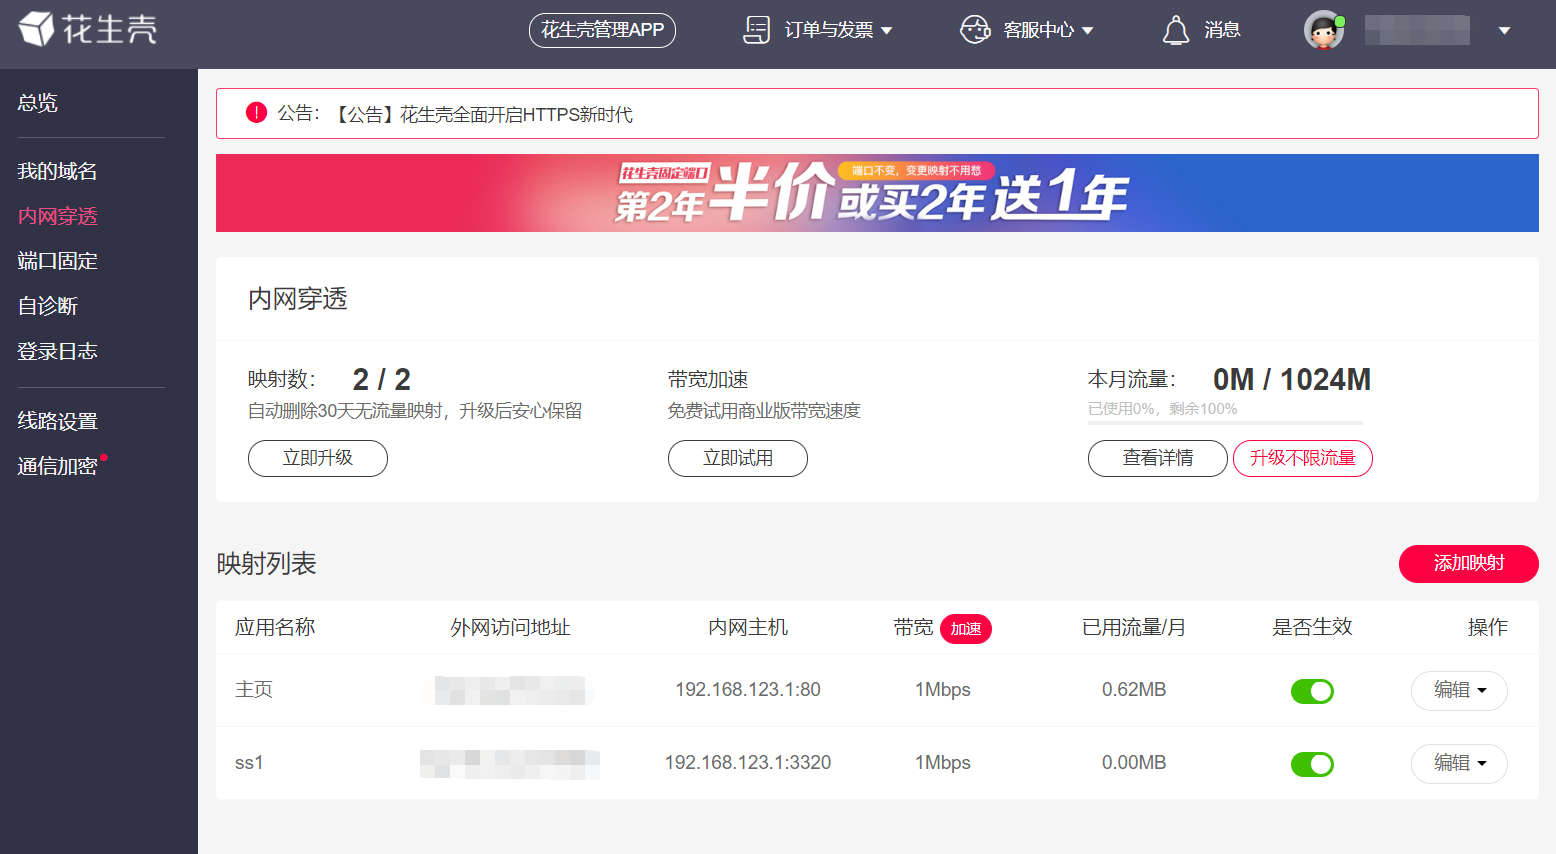 花生壳
花生壳管理APP
订单与发票
客服中心
消息
总览
我的域名
内网穿透
端口固定
自诊断
登录日志
线路设置
通信加密
公告：【公告】花生壳全面开启HTTPS新时代
花生壳固定端口
端口不变，变更映射不用愁
第2年半价或买2年送1年
内网穿透
映射数： 2 / 2
自动删除30天无流量映射，升级后安心保留
立即升级
带宽加速
免费试用商业版带宽速度
立即试用
本月流量： 0M / 1024M
已使用0%，剩余100%
查看详情
升级不限流量
映射列表
添加映射
应用名称 外网访问地址 内网主机 带宽 加速 已用流量/月 是否生效 操作
主页 192.168.123.1:80 1Mbps 0.62MB 编辑
ss1 192.168.123.1:3320 1Mbps 0.00MB 编辑